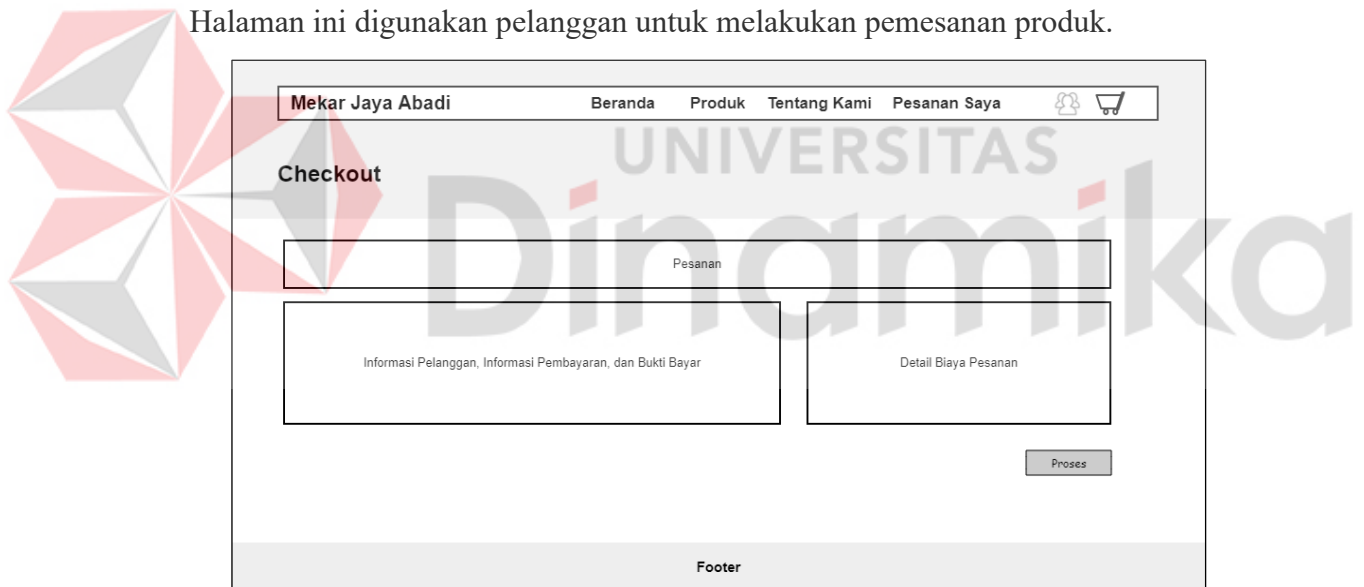 Halaman ini digunakan pelanggan untuk melakukan pemesanan produk.
Mekar Jaya Abadi Beranda Produk Tentang Kami Pesanan Saya
UNIVERSITAS
Dinamika
Checkout
Pesanan
Informasi Pelanggan, Informasi Pembayaran, dan Bukti Bayar Detail Biaya Pesanan
Proses
Footer